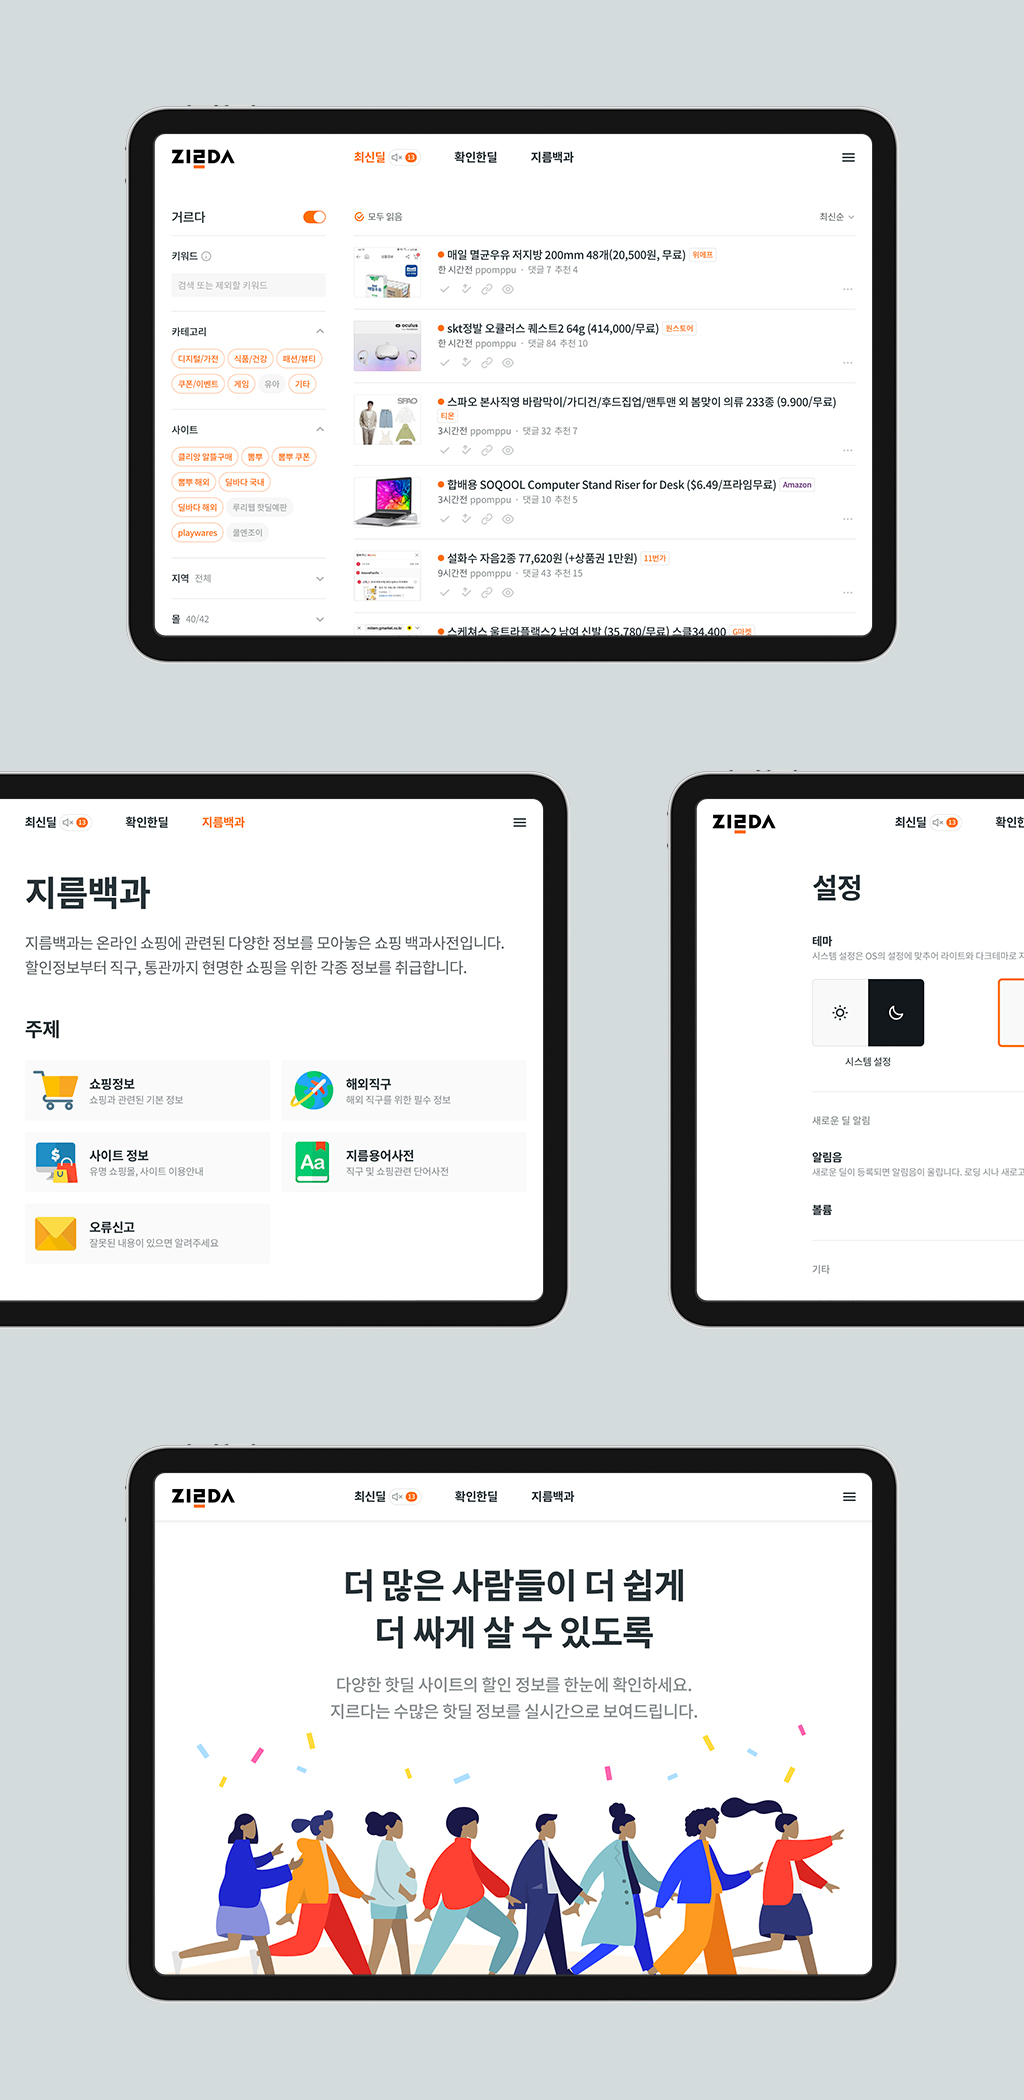 ZI르DA
최신딜 13 확인한딜 지름백과
거르다
모두 읽음
최신순
키워드
검색 또는 제외할 키워드
카테고리
디지털/가전 식품/건강 패션/뷰티
쿠폰/이벤트 게임 유아 기타
사이트
클리앙 알뜰구매 뽐뿌 뽐뿌 쿠폰
뽐뿌 해외 딜바다 국내
딜바다 해외 루리웹 핫딜예판
playwares 쿨엔조이
지역 전체
몰 40/42
매일 멸균우유 저지방 200mm 48개(20,500원, 무료) 위메프
한 시간전 ppomppu · 댓글 7 추천 4
oculus
skt정발 오큘러스 퀘스트2 64g (414,000/무료) 원스토어
한 시간전 ppomppu · 댓글 84 추천 10
SPAO
스파오 본사직영 바람막이/가디건/후드집업/맨투맨 외 봄맞이 의류 233종 (9.900/무료)
티몬
3시간전 ppomppu · 댓글 32 추천 7
합배용 SOQOOL Computer Stand Riser for Desk ($6.49/프라임무료) Amazon
3시간전 ppomppu · 댓글 10 추천 5
설화수 자음2종 77,620원 (+상품권 1만원) 11번가
9시간전 ppomppu · 댓글 43 추천 15
스케쳐스 울트라플랙스2 남여 신발 (35,780/무료) 스클34,400 G마켓
최신딜 13 확인한딜 지름백과
지름백과
지름백과는 온라인 쇼핑에 관련된 다양한 정보를 모아놓은 쇼핑 백과사전입니다.
할인정보부터 직구, 통관까지 현명한 쇼핑을 위한 각종 정보를 취급합니다.
주제
쇼핑정보
쇼핑과 관련된 기본 정보
해외직구
해외 직구를 위한 필수 정보
$
사이트 정보
유명 쇼핑몰, 사이트 이용안내
Aa
지름용어사전
직구 및 쇼핑관련 단어사전
오류신고
잘못된 내용이 있으면 알려주세요
ZI르DA
최신딜 13 확인한
설정
테마
시스템 설정은 OS의 설정에 맞추어 라이트와 다크테마로
시스템 설정
새로운 딜 알림
알림음
새로운 딜이 등록되면 알림음이 울립니다. 로딩 시나 새로고
볼륨
기타
ZI르DA
최신딜 13 확인한딜 지름백과
더 많은 사람들이 더 쉽게
더 싸게 살 수 있도록
다양한 핫딜 사이트의 할인 정보를 한눈에 확인하세요.
지르다는 수많은 핫딜 정보를 실시간으로 보여드립니다.